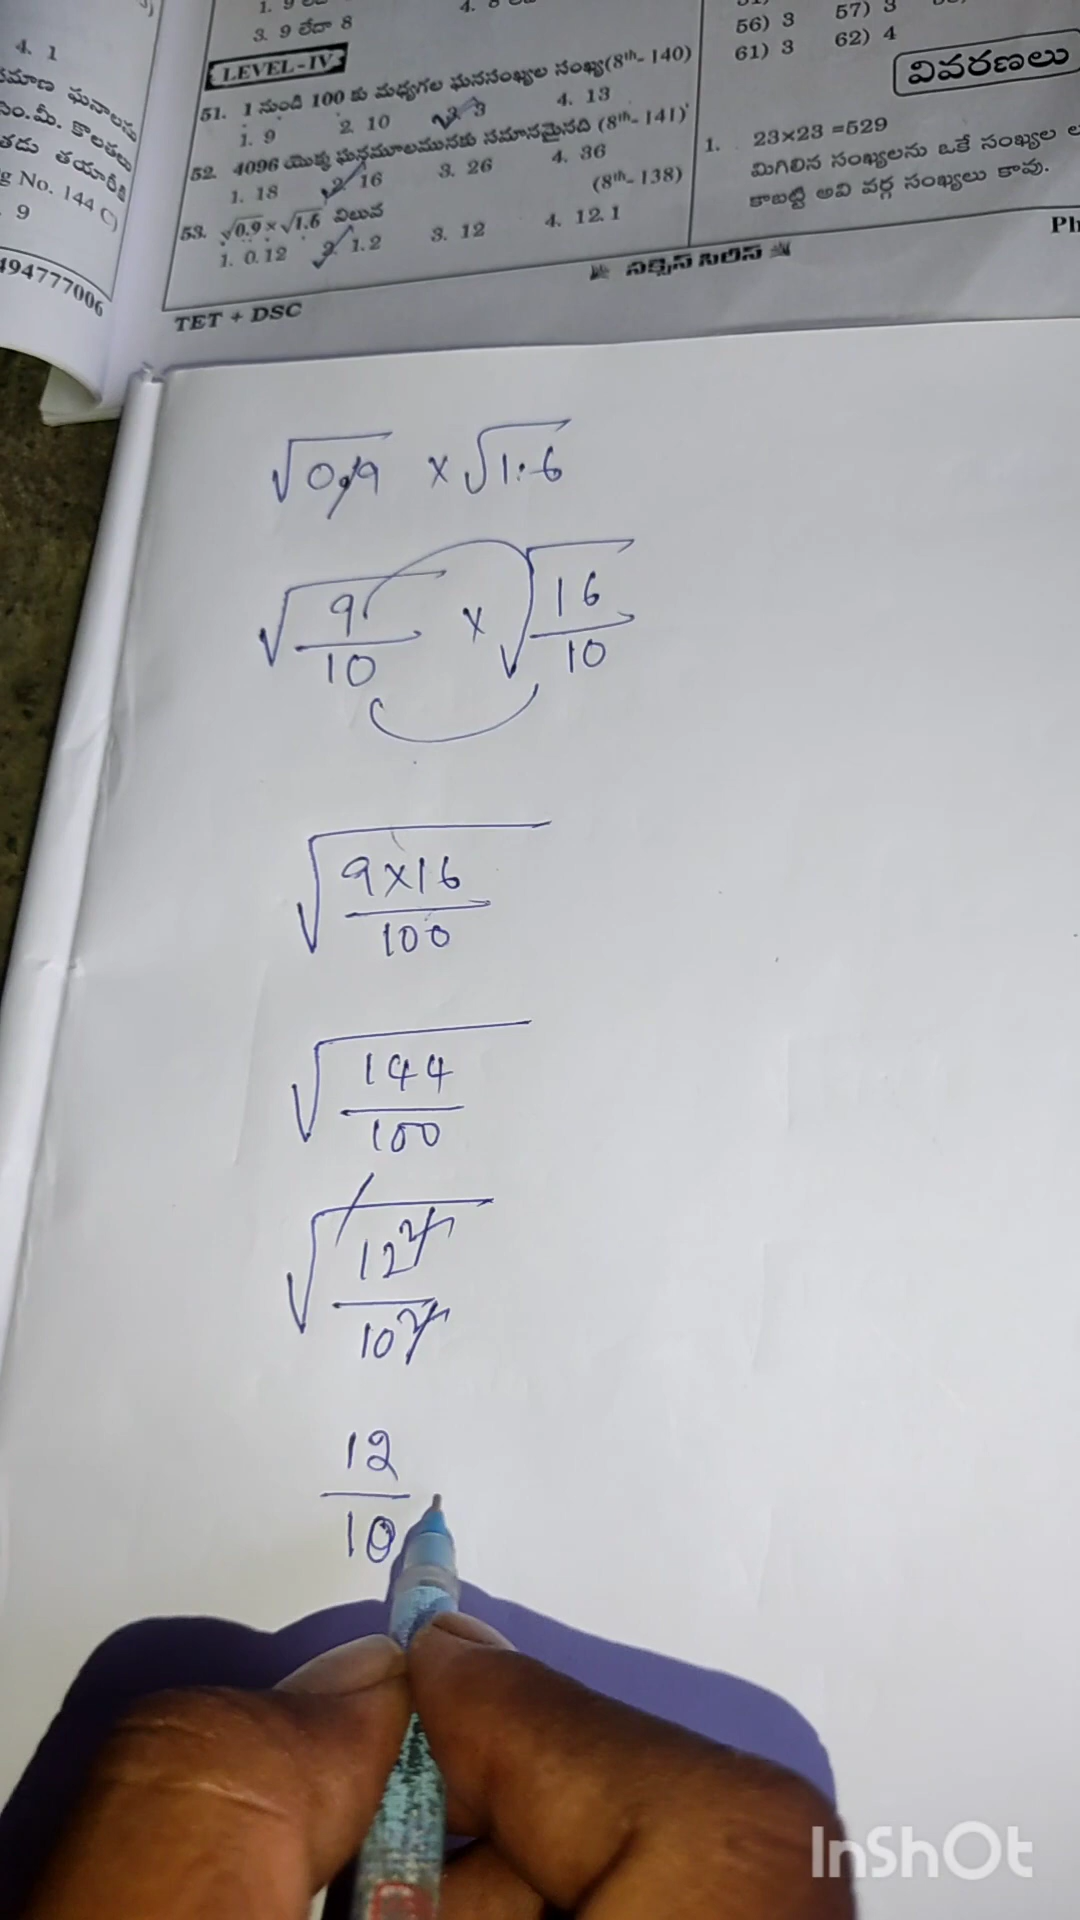 4. 1
g No. 144 C)
9
494777006
3. 9 లేదా 8
LEVEL-IV
51. 1 నుండి 100 కు మధ్యగల ఘనసంఖ్యల సంఖ్య(8th- 140)
1. 9 2. 10 3. 3 4. 13
52. 4096 యొక్క ఘనమూలమునకు సమానమైనది (8th- 141)
1. 18 2. 16 3. 26 4. 36
53. √0.9 × √1.6 విలువ (8th- 138)
1. 0.12 2. 1.2 3. 12 4. 12.1
TET + DSC
56) 3 57) 3
61) 3 62) 4
వివరణలు
1. 23×23 =529
మిగిలిన సంఖ్యలను ఒకే సంఖ్యల
కాబట్టి అవి వర్గ సంఖ్యలు కావు.
సక్సెస్ సిరీస్
Ph
√0.9 × √1.6
√9/10 × √16/10
√9×16/100
√144/100
√12²/10²
12/10
InShOt